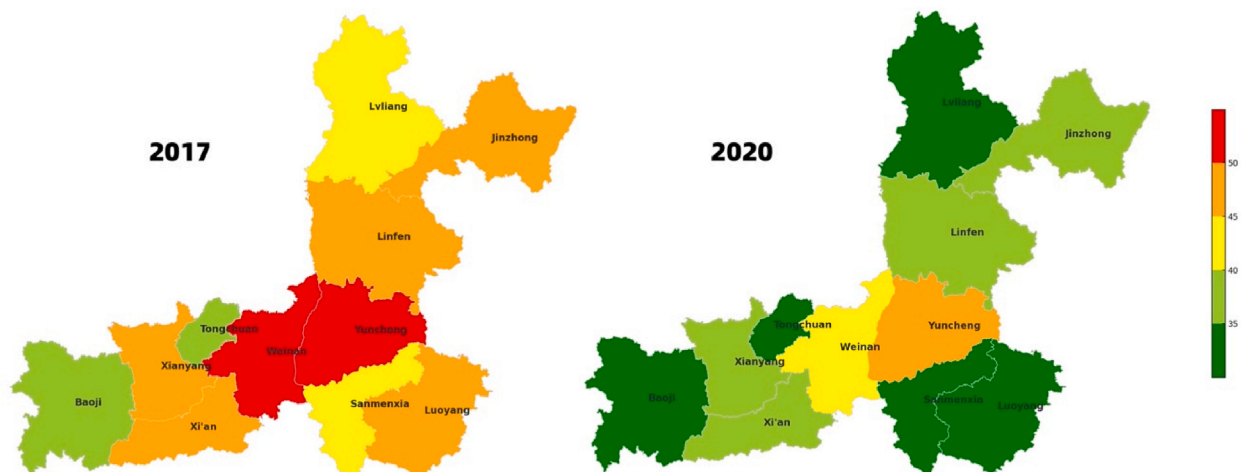 2017
Lvliang
Jinzhong
Linfen
Tongchuan
Yuncheng
Weinan
Xianyang
Baoji
Sanmenxia
Luoyang
Xi'an
2020
Lvliang
Jinzhong
Linfen
Tongchuan
Yuncheng
Weinan
Xianyang
Baoji
Sanmenxia
Luoyang
Xi'an
50
45
40
35